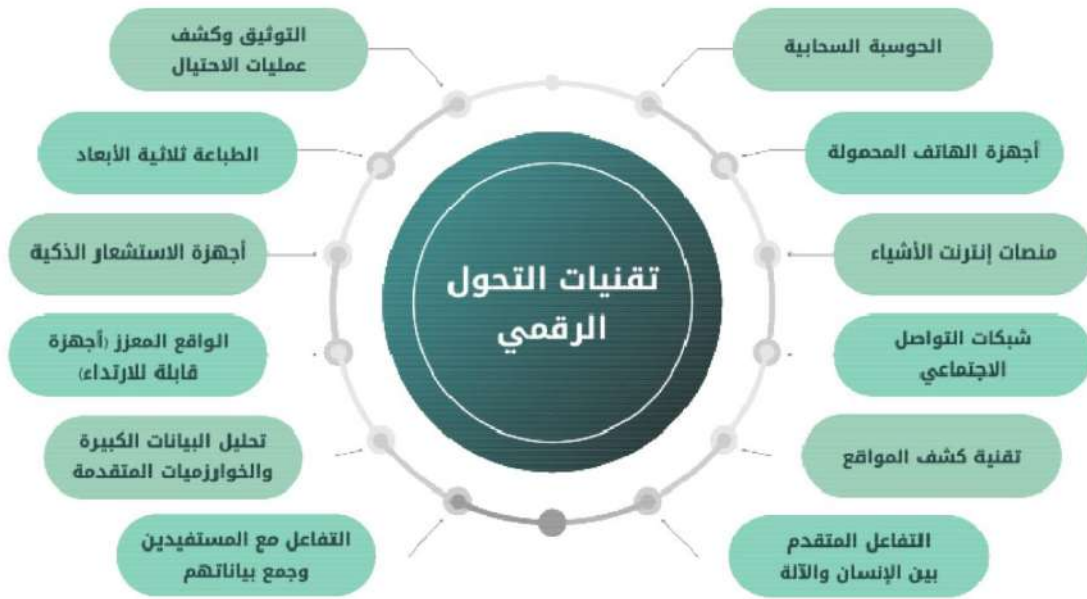 تقنيات التحول
الرقمي
الحوسبة السحابية
أجهزة الهاتف المحمولة
منصات إنترنت الأشياء
شبكات التواصل
الاجتماعي
تقنية كشف المواقع
التفاعل المتقدم
بين الإنسان والآلة
التوثيق وكشف
عمليات الاحتيال
الطباعة ثلاثية الأبعاد
أجهزة الاستشعار الذكية
الواقع المعزز (أجهزة
قابلة للارتداء)
تحليل البيانات الكبيرة
والخوارزميات المتقدمة
التفاعل مع المستفيدين
وجمع بياناتهم